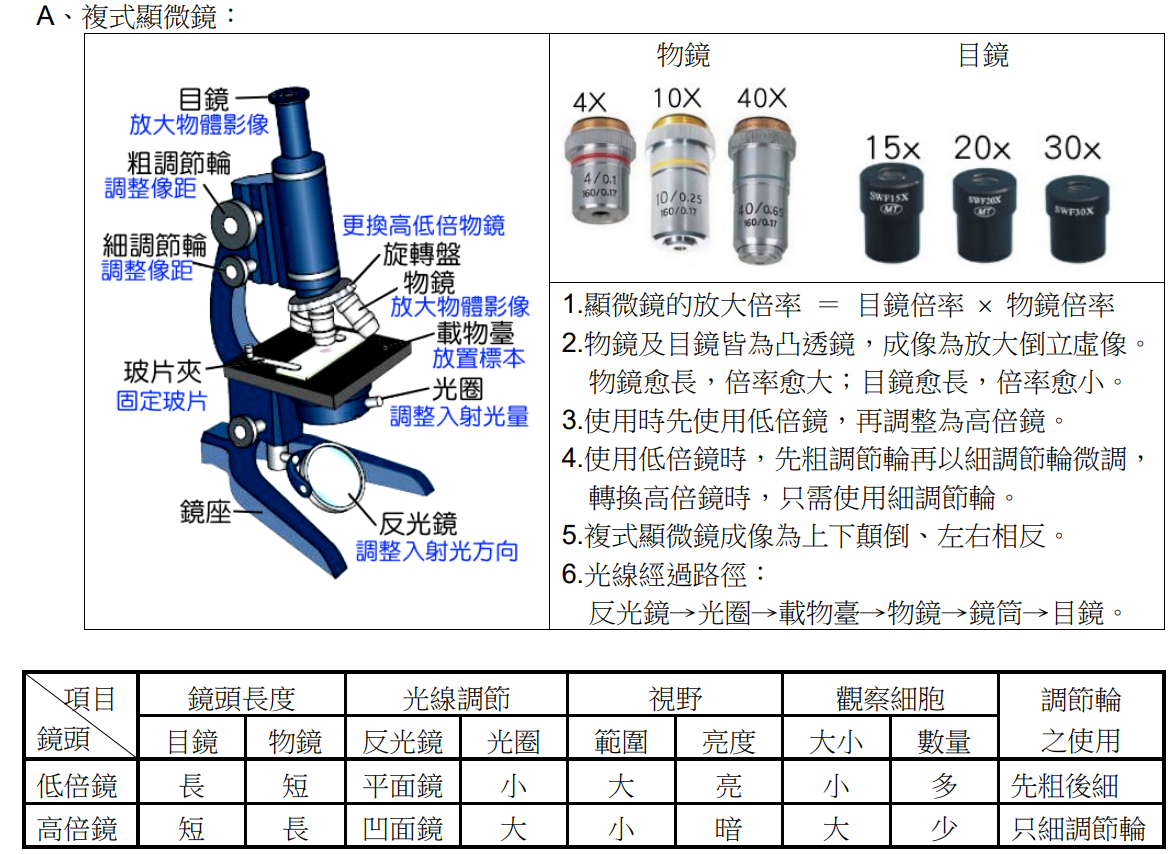 A、複式顯微鏡：
目鏡
放大物體影像
粗調節輪
調整像距
細調節輪
調整像距
更換高低倍物鏡
旋轉盤
物鏡
放大物體影像
載物臺
放置標本
玻片夾
固定玻片
光圈
調整入射光量
鏡座
反光鏡
調整入射光方向
物鏡 目鏡
4X 10X 40X
4/0.1
160/0.17
10/0.25
160/0.17
40/0.65
160/0.17
15x 20x 30x
SWF15X
MT
SWF20X
MT
SWF30X
1.顯微鏡的放大倍率 ＝ 目鏡倍率 × 物鏡倍率
2.物鏡及目鏡皆為凸透鏡，成像為放大倒立虛像。
物鏡愈長，倍率愈大；目鏡愈長，倍率愈小。
3.使用時先使用低倍鏡，再調整為高倍鏡。
4.使用低倍鏡時，先粗調節輪再以細調節輪微調，
轉換高倍鏡時，只需使用細調節輪。
5.複式顯微鏡成像為上下顛倒、左右相反。
6.光線經過路徑：
反光鏡→光圈→載物臺→物鏡→鏡筒→目鏡。
項目 鏡頭長度 光線調節 視野 觀察細胞 調節輪
鏡頭 目鏡 物鏡 反光鏡 光圈 範圍 亮度 大小 數量 之使用
低倍鏡 長 短 平面鏡 小 大 亮 小 多 先粗後細
高倍鏡 短 長 凹面鏡 大 小 暗 大 少 只細調節輪